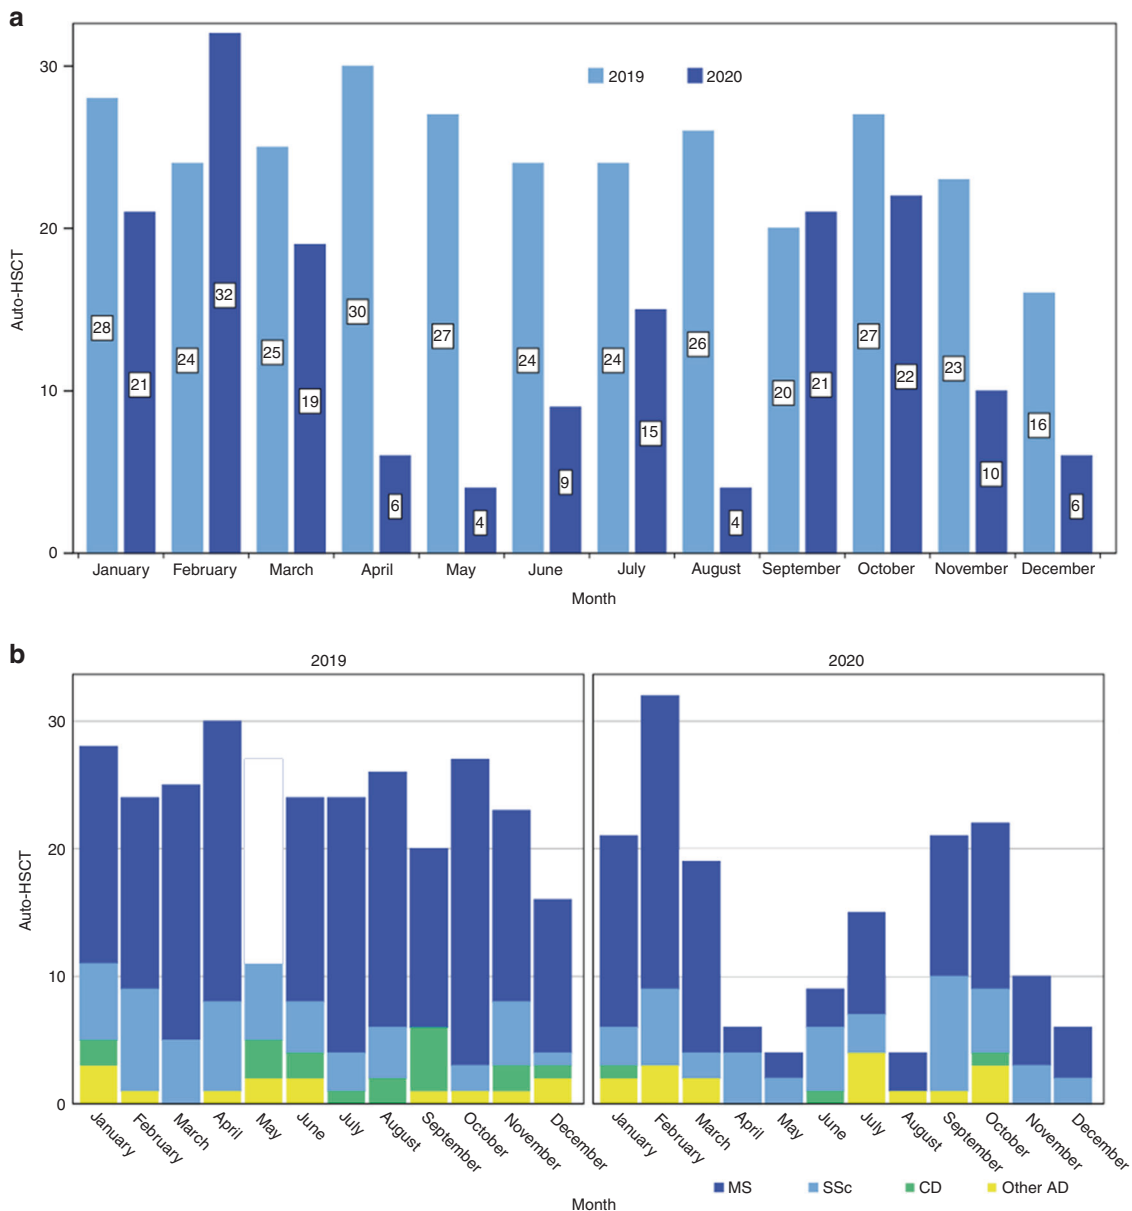 a
30
20
10
0
Auto-HSCT
2019 2020
28 21 24 32 25 19 30 6 27 4 24 9 24 15 26 4 20 21 27 22 23 10 16 6
January February March April May June July August September October November December
Month
b
2019 2020
30
20
10
0
Auto-HSCT
January February March April May June July August September October November December January February March April May June July August September October November December
MS SSc CD Other AD
Month